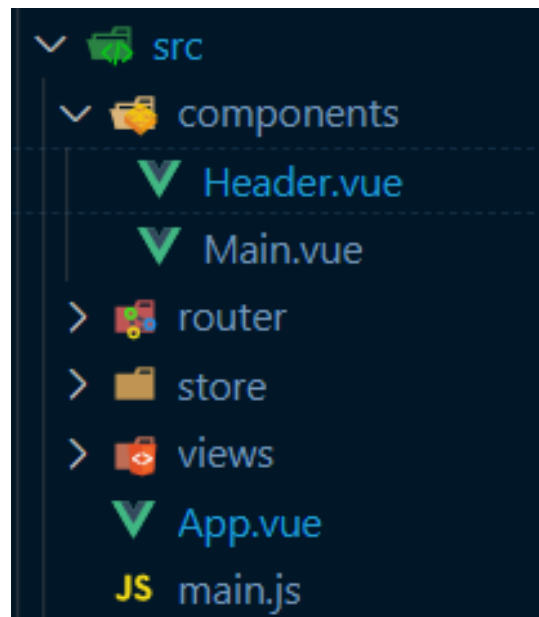 src
components
Header.vue
Main.vue
router
store
views
App.vue
JS main.js